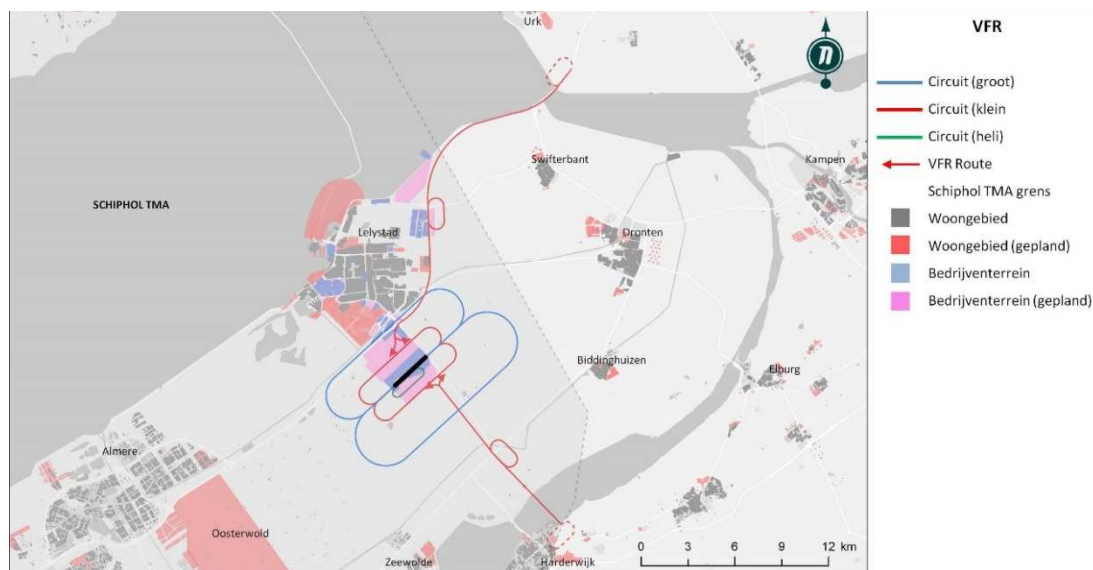 Urk
VFR
N
Circuit (groot)
Circuit (klein
Circuit (heli)
VFR Route
Schiphol TMA grens
Woongebied
Woongebied (gepland)
Bedrijventerrein
Bedrijventerrein (gepland)
Swifterbant
Kampen
SCHIPHOL TMA
Lelystad
Dronten
Biddinghuizen
Elburg
Almere
Oosterwold
Zeewolde
Harderwijk
0 3 6 9 12 km